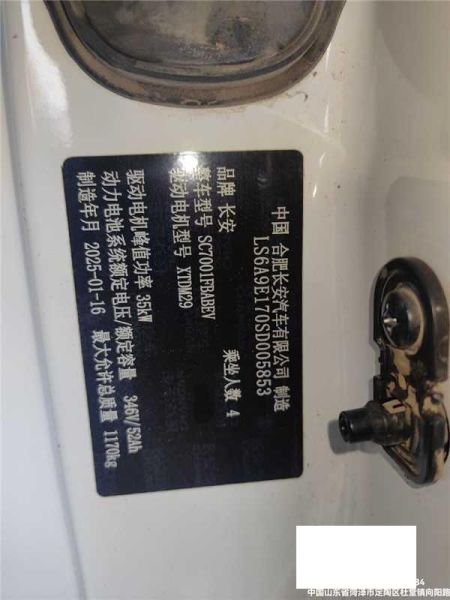 中国 合肥长安汽车有限公司 制造
LS6A9E170SD005853
品牌 长安
整车型号 SC7001FBABEV 乘坐人数 4
驱动电机型号 XTDM29
驱动电机峰值功率 35kW
动力电池系统额定电压/额定容量 346V/52Ah
制造年月 2025-01-16 最大允许总质量 1170kg
84
中国山东省菏泽市定陶区杜堂镇向阳路